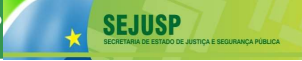 SEJUSP
SECRETARIA DE ESTADO DE JUSTIÇA E SEGURANÇA PÚBLICA